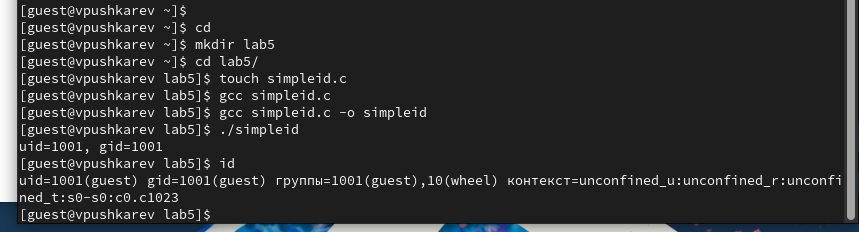 [guest@vpushkarev ~]$
[guest@vpushkarev ~]$ cd
[guest@vpushkarev ~]$ mkdir lab5
[guest@vpushkarev ~]$ cd lab5/
[guest@vpushkarev lab5]$ touch simpleid.c
[guest@vpushkarev lab5]$ gcc simpleid.c
[guest@vpushkarev lab5]$ gcc simpleid.c -o simpleid
[guest@vpushkarev lab5]$ ./simpleid
uid=1001, gid=1001
[guest@vpushkarev lab5]$ id
uid=1001(guest) gid=1001(guest) группы=1001(guest),10(wheel) контекст=unconfined_u:unconfined_r:unconfi
ned_t:s0-s0:c0.c1023
[guest@vpushkarev lab5]$